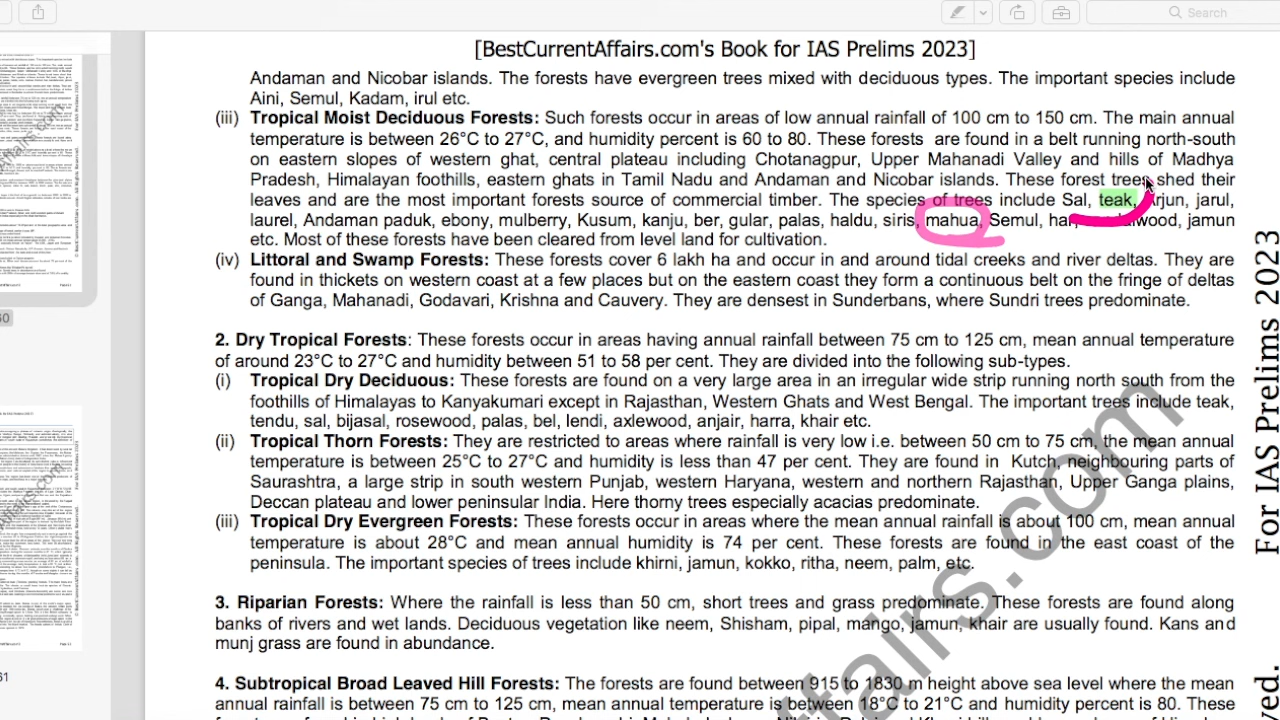 Search
[BestCurrentAffairs.com's Book for IAS Prelims 2023]
Andamans and Nicobar islands. The forests have evergreen trees mixed with deciduous types. The important species include
Aini, Semul, Kadam, irul etc.
(iii) Tropical Moist Deciduous Forests: Such forests occur in areas of low annual rainfall of 100 cm to 150 cm. The main annual
temperature is between 24°C to 27°C, and humidity percent of 60 to 80. These forests are found in a belt running north-south
on eastern slopes of western ghat, central plateau including Chota Nagpur, Upper Mahanadi Valley and hills of Madhya
Pradesh, Hills and foothills of eastern ghats in Tamil Nadu and Andaman and Nicobar islands. These forest trees shed their
leaves and are the most important forests source of commercial timber. The important trees include Sal, teak, arjun, jarul,
laurel, andaman paduk, ebony, mulberry, Kusum, kanju, ber, amar, palas, haldu, siris, mahua, Semul,
etc. Most of these forests have been cleared from level land for cultivation.
(iv) Littoral and Swamp Forests: These forests cover 6 lakh ha and occur in and around tidal creeks and river deltas. They are
found in thickets on western coast at a few places but on the eastern coast they form a continuous belt on the fringe of deltas
of Ganga, Mahanadi, Godavari, Krishna and Cauvery. They are densest in Sunderbans, where Sundri trees predominate.
2. Dry Tropical Forests: These forests occur in areas having annual rainfall between 75 cm to 125 cm, mean annual temperature
of around 23°C to 27°C and humidity between 51 to 58 per cent. They are divided into the following sub-types.
(i) Tropical Dry Deciduous: These forests are found on a very large area in an irregular wide strip running north south from the
foothills of Himalayas to Kanyakumari except in Rajasthan, Western Ghats and West Bengal. The important trees include teak,
tendu, sal, bijasal, rosewood, palas, bel, lendi, axlewood, anjanharra, khair etc.
(ii) Tropical Thorn Forests: These are restricted to areas where rainfall is very low i.e. between 50 cm to 75 cm, the mean annual
temperature is between 25°C to 27°C and humidity is less than 47 percent. These are found in Kutch, neighbouring parts of
Saurashtra, a large strip in south western Punjab, western Haryana, western and northern Rajasthan, Upper Ganga plains,
Deccan plateau and lower peninsular India. Here thorny trees, usually of acacia predominate.
(iii) Tropical Dry Evergreen Forests: These forests occur in areas where the mean annual rainfall is about 100 cm, mean annual
temperature is about 28°C and mean annual humidity is 74 percent. These forests are found in the east coast of the
peninsula. The important species of trees include khirni, jamun, kokko, ritha, neem, palm, etc.
3. Riparian Forests: Where the rainfall in less than 50 cm, thorns and grass predominate. These forests are found along
banks of rivers and wet lands. Deciduous vegetation like neem, shisham, pipal, mango, jamun, khair are usually found. Kans and
munj grass are found in abundance.
4. Subtropical Broad Leaved Hill Forests: The forests are found between 915 to 1830 m height above sea level where the mean
annual rainfall is between 75 cm to 125 cm, mean annual temperature is between 18°C to 21°C and humidity percent is 80. These
For IAS Prelims 2023